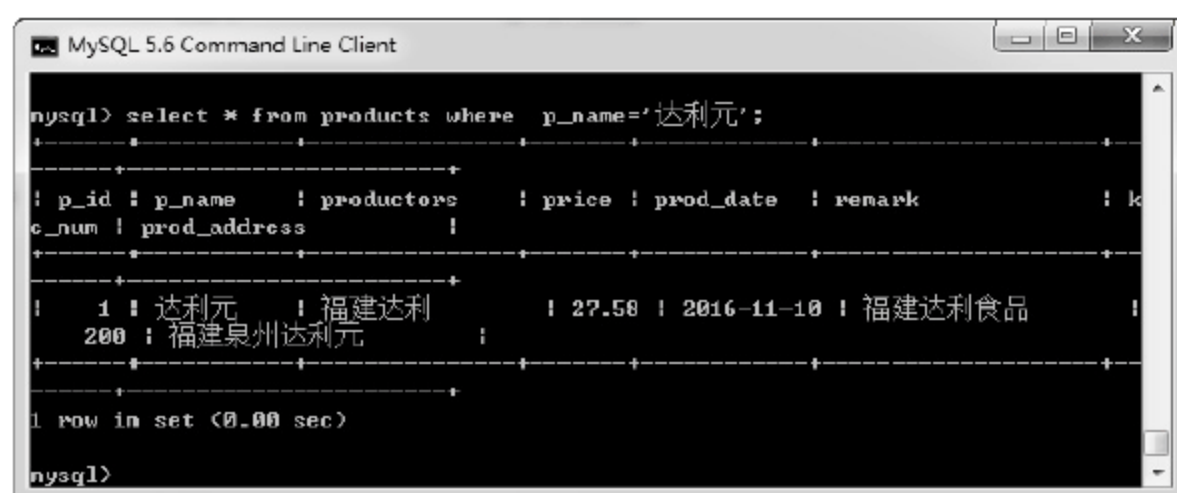 MySQL 5.6 Command Line Client
mysql> select * from products where  p_name='达利元';
+------+-----------+----------------+-------+------------+--------------------+--
------+----------------------+
| p_id | p_name    | productors     | price | prod_date  | remark             | k
c_num | prod_address         |
+------+-----------+----------------+-------+------------+--------------------+--
------+----------------------+
|    1 | 达利元    | 福建达利       | 27.58 | 2016-11-10 | 福建达利食品       |
  200 | 福建泉州达利元       |
+------+-----------+----------------+-------+------------+--------------------+--
------+----------------------+
1 row in set (0.00 sec)
mysql>